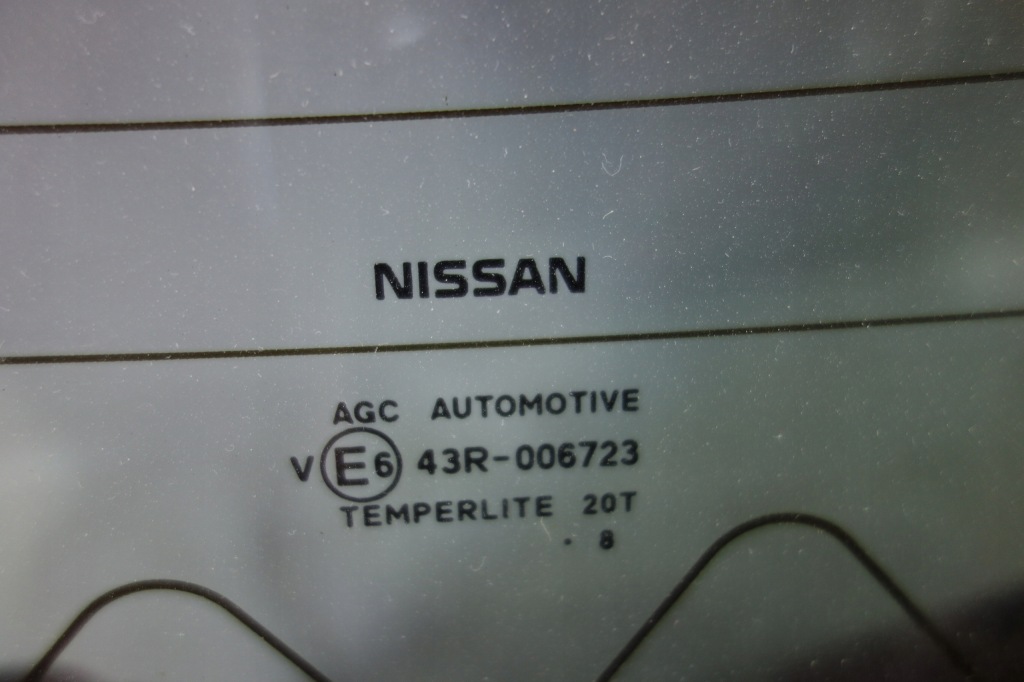 NISSAN
AGC AUTOMOTIVE
V E6 43R-006723
TEMPERLITE 20T
. 8